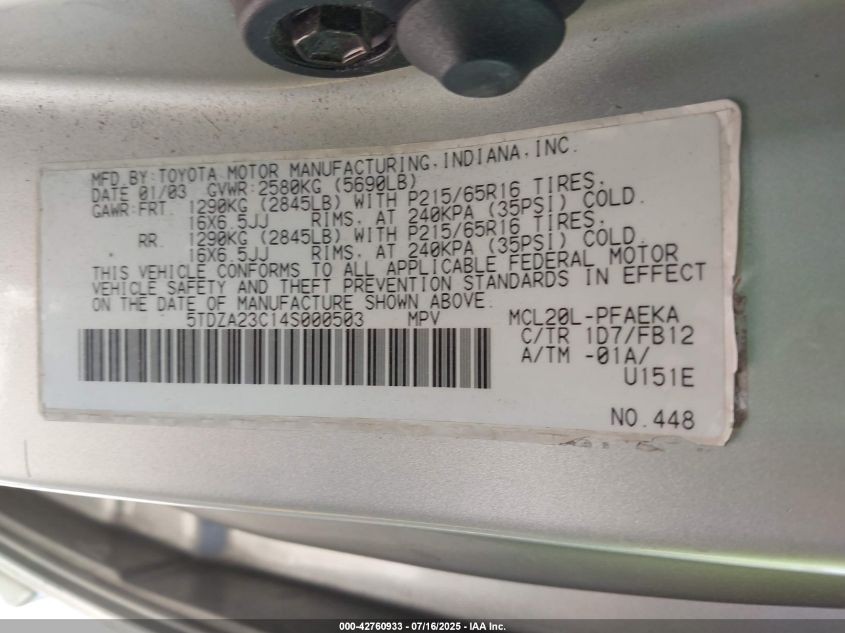 MFD.BY:TOYOTA MOTOR MANUFACTURING,INDIANA,INC.
DATE 01/03 GVWR:2580KG (5690LB)
GAWR:FRT. 1290KG (2845LB) WITH P215/65R16 TIRES,
16X6.5JJ RIMS, AT 240KPA (35PSI) COLD.
RR. 1290KG (2845LB) WITH P215/65R16 TIRES,
16X6.5JJ RIMS, AT 240KPA (35PSI) COLD.
THIS VEHICLE CONFORMS TO ALL APPLICABLE FEDERAL MOTOR
VEHICLE SAFETY AND THEFT PREVENTION STANDARDS IN EFFECT
ON THE DATE OF MANUFACTURE SHOWN ABOVE.
5TDZA23C14S000503 MPV MCL20L-PFAEKA
C/TR 1D7/FB12
A/TM -01A/
U151E
NO.448
000-42760933 - 07/16/2025 - IAA Inc.